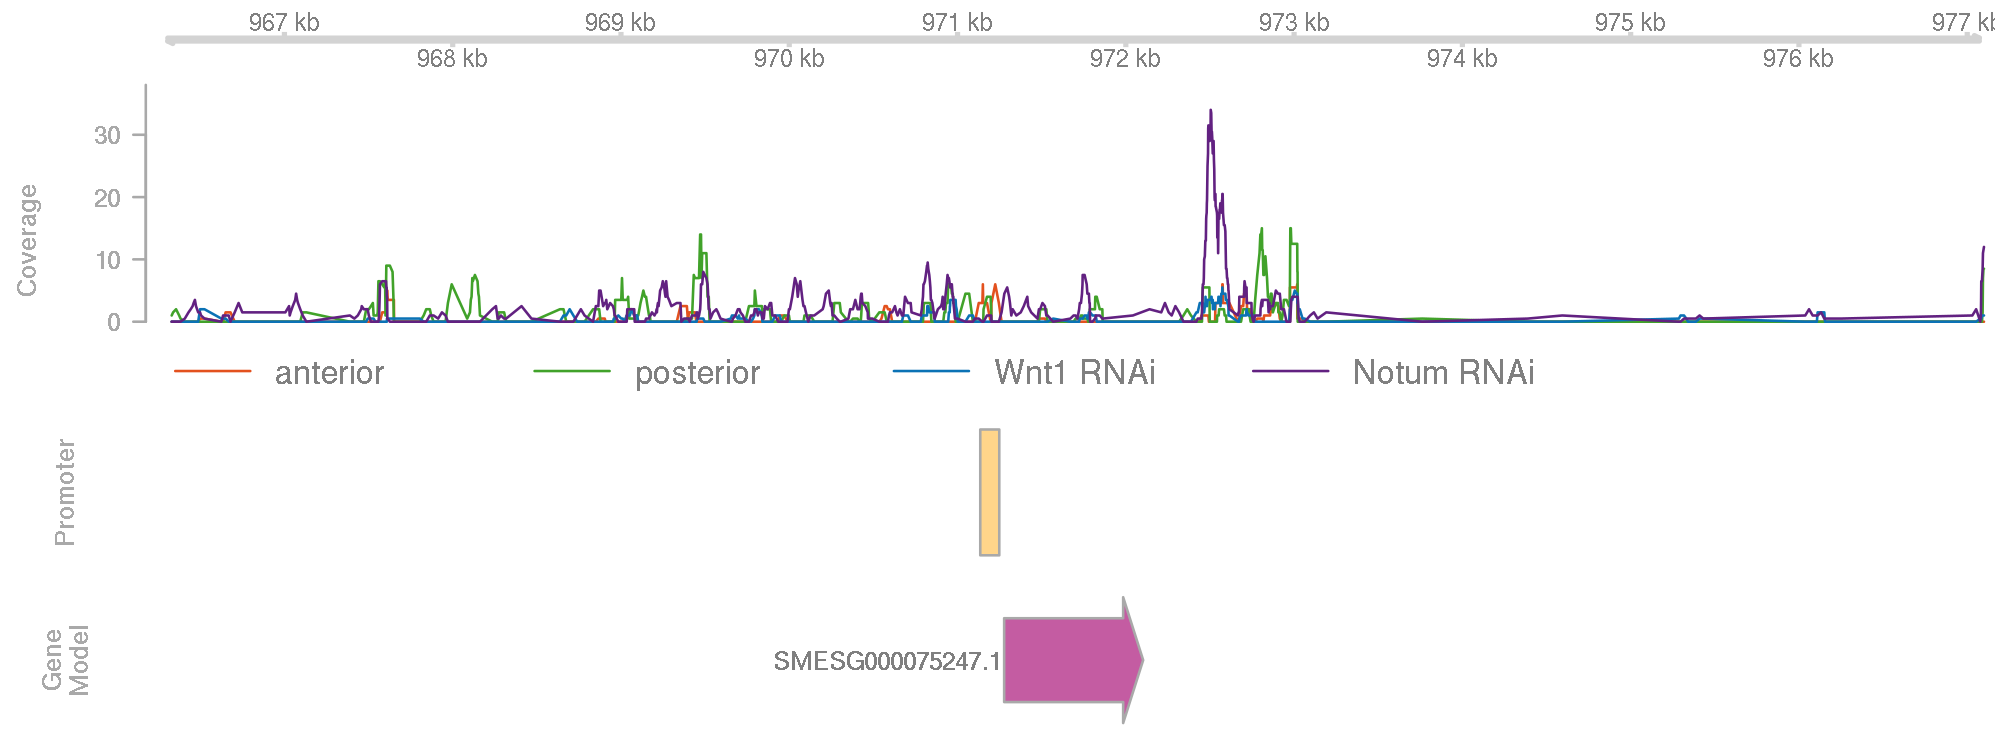 967 kb 969 kb 971 kb 973 kb 975 kb 977 k
968 kb 970 kb 972 kb 974 kb 976 kb
Coverage
30
20
10
0
anterior posterior Wnt1 RNAi Notum RNAi
Promoter
Gene
Model
SMESG000075247.1